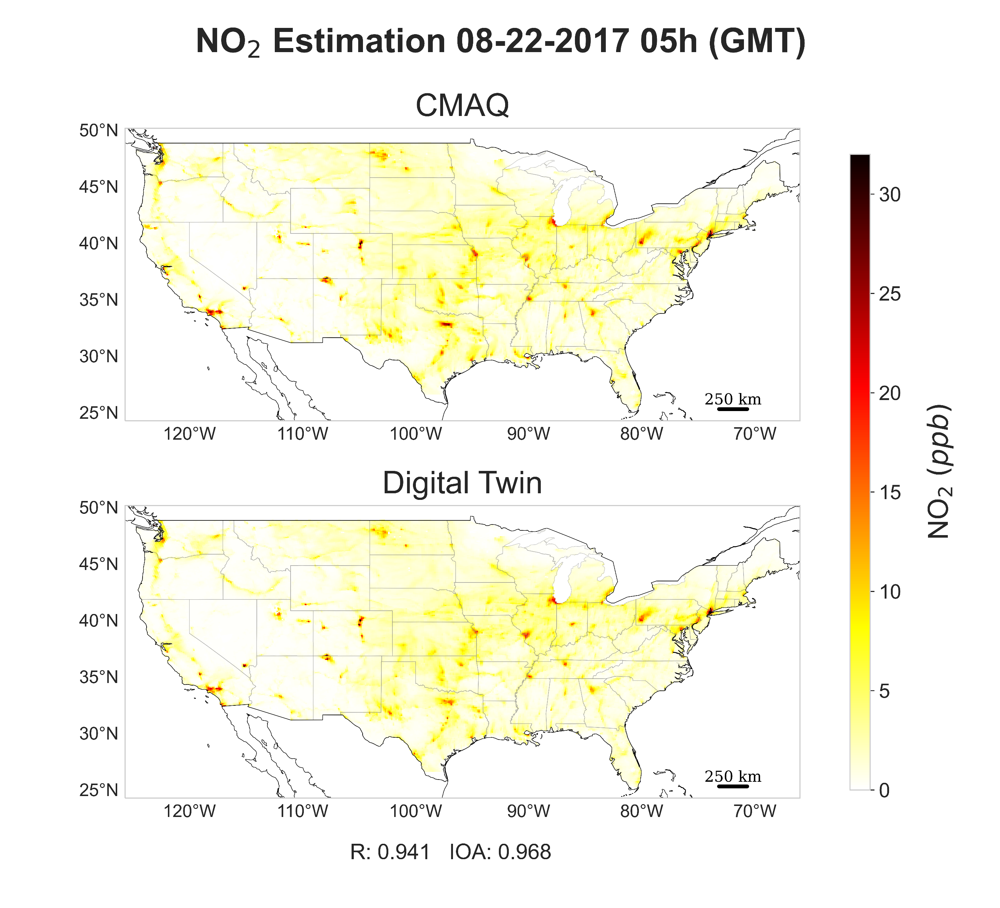 NO₂ Estimation 08-22-2017 05h (GMT)
CMAQ
50°N
45°N
40°N
35°N
30°N
25°N
120°W 110°W 100°W 90°W 80°W 70°W
250 km
Digital Twin
50°N
45°N
40°N
35°N
30°N
25°N
120°W 110°W 100°W 90°W 80°W 70°W
250 km
R: 0.941 IOA: 0.968
30
25
20
15
10
5
0
NO₂ (ppb)